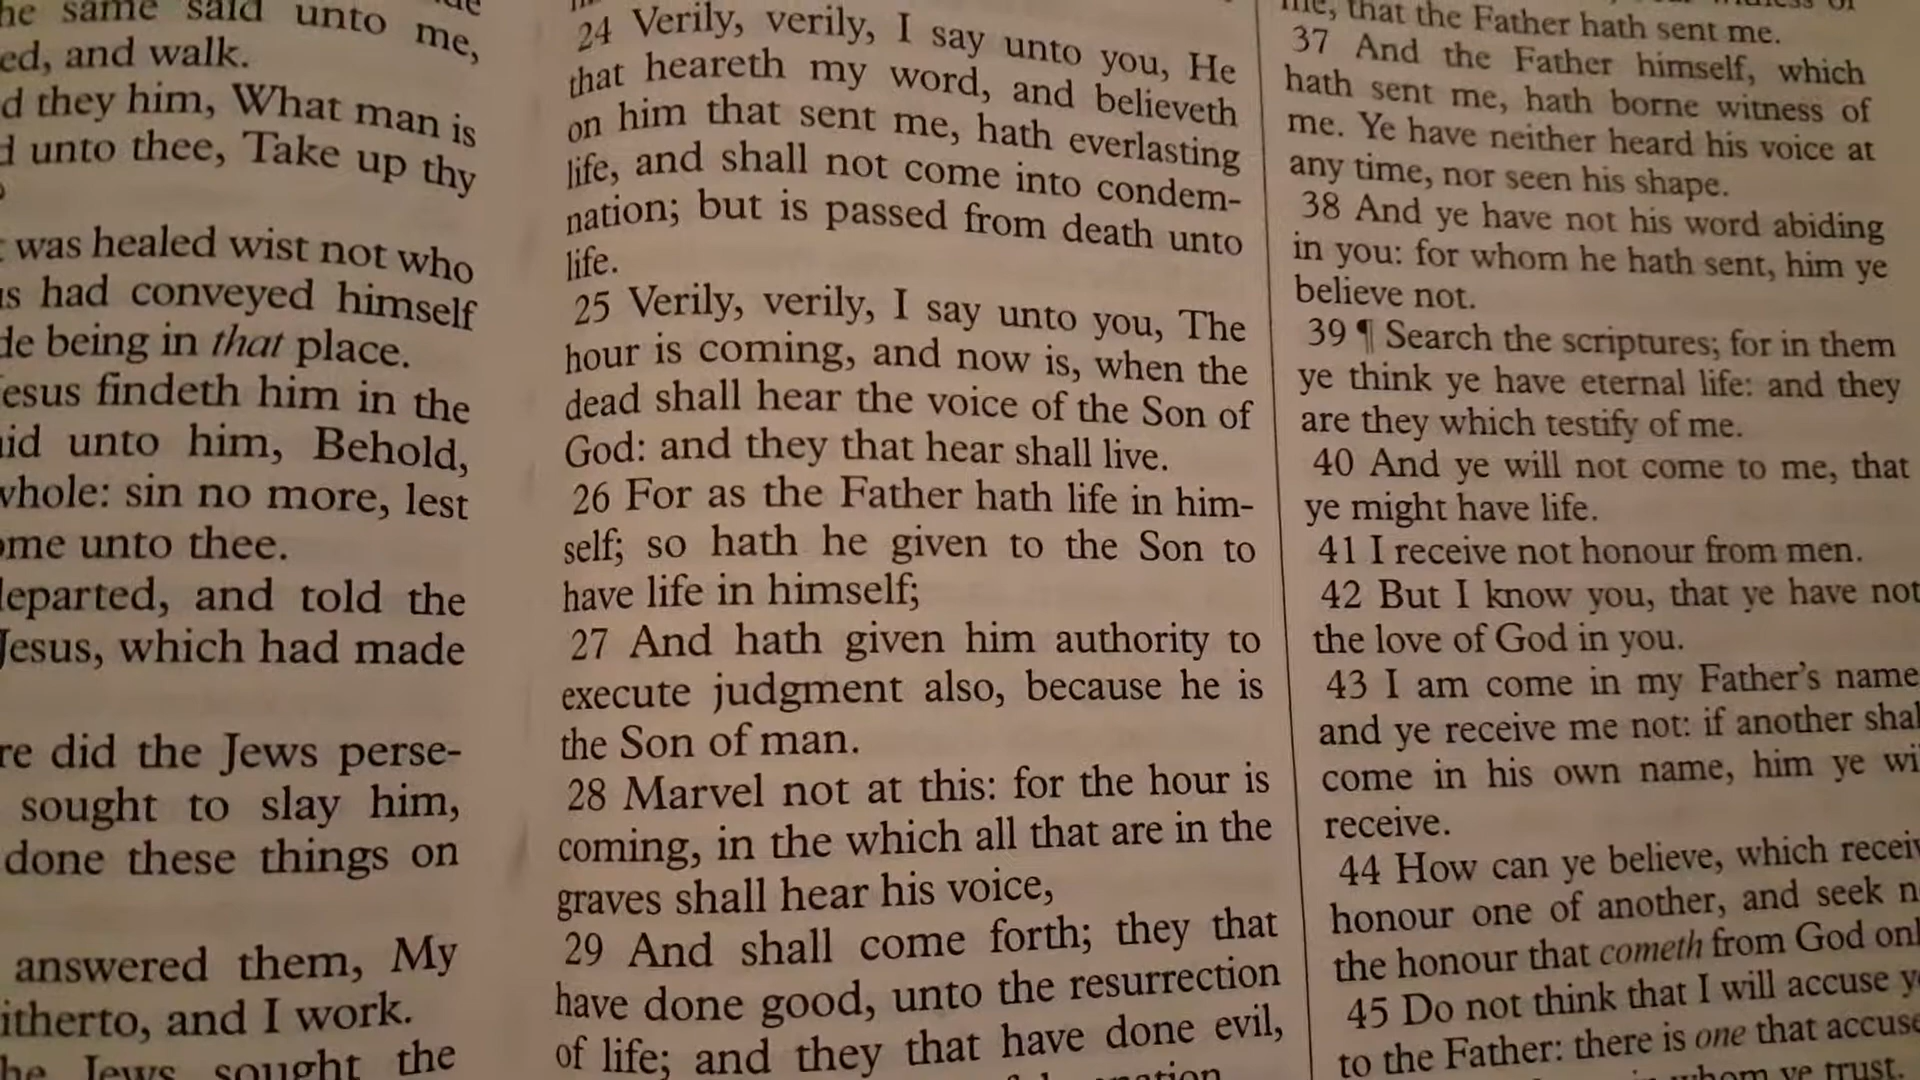 he same said unto me,
ed, and walk.
d they him, What man is
d unto thee, Take up thy
was healed wist not who
us had conveyed himself
de being in that place.
esus findeth him in the
aid unto him, Behold,
whole: sin no more, lest
ome unto thee.
departed, and told the
Jesus, which had made
re did the Jews perse-
sought to slay him,
done these things on
answered them, My
itherto, and I work.
he Jews sought the
24 Verily, verily, I say unto you, He
that heareth my word, and believeth
on him that sent me, hath everlasting
life, and shall not come into condem-
nation; but is passed from death unto
life.
25 Verily, verily, I say unto you, The
hour is coming, and now is, when the
dead shall hear the voice of the Son of
God: and they that hear shall live.
26 For as the Father hath life in him-
self; so hath he given to the Son to
have life in himself;
27 And hath given him authority to
execute judgment also, because he is
the Son of man.
28 Marvel not at this: for the hour is
coming, in the which all that are in the
graves shall hear his voice,
29 And shall come forth; they that
have done good, unto the resurrection
of life; and they that have done evil,
me, that the Father hath sent me.
37 And the Father himself, which
hath sent me, hath borne witness of
me. Ye have neither heard his voice at
any time, nor seen his shape.
38 And ye have not his word abiding
in you: for whom he hath sent, him ye
believe not.
39 ¶ Search the scriptures; for in them
ye think ye have eternal life: and they
are they which testify of me.
40 And ye will not come to me, that
ye might have life.
41 I receive not honour from men.
42 But I know you, that ye have not
the love of God in you.
43 I am come in my Father's name
and ye receive me not: if another shal
come in his own name, him ye wi
receive.
44 How can ye believe, which receiv
honour one of another, and seek n
the honour that cometh from God onl
45 Do not think that I will accuse y
to the Father: there is one that accuse
whom ye trust.